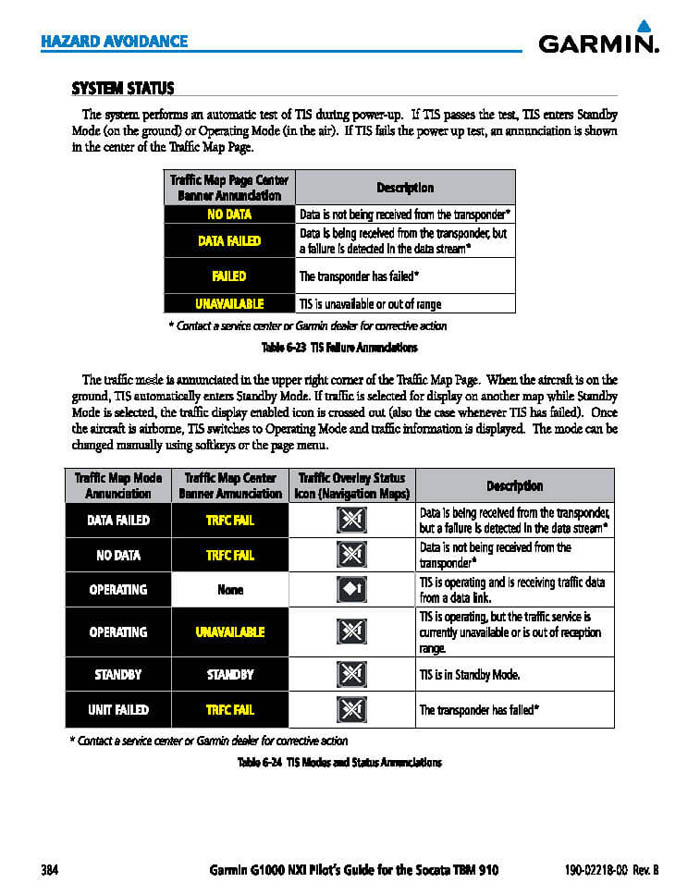 HAZARD AVOIDANCE
GARMIN.
SYSTEM STATUS
The system performs an automatic test of TIS during power-up. If TIS passes the test, TIS enters Standby
Mode (on the ground) or Operating Mode (in the air). If TIS fails the power up test, an annunciation is shown
in the center of the Traffic Map Page.
Traffic Map Page Center
Banner Annunciation
Description
NO DATA
Data is not being received from the transponder*
DATA FAILED
Data is being received from the transponder, but
a failure is detected in the data stream*
FAILED
The transponder has failed*
UNAVAILABLE
TIS is unavailable or out of range
* Contact a service center or Garmin dealer for corrective action
Table 6-23 TIS Failure Annunciations
The traffic mode is annunciated in the upper right corner of the Traffic Map Page. When the aircraft is on the
ground, TIS automatically enters Standby Mode. If traffic is selected for display on another map while Standby
Mode is selected, the traffic display enabled icon is crossed out (also the case whenever TIS has failed). Once
the aircraft is airborne, TIS switches to Operating Mode and traffic information is displayed. The mode can be
changed manually using softkeys or the page menu.
Traffic Map Mode
Annunciation
Traffic Map Center
Banner Annunciation
Traffic Overlay Status
Icon (Navigation Maps)
Description
DATA FAILED
TRFC FAIL
Data is being received from the transponder,
but a failure is detected in the data stream*
NO DATA
TRFC FAIL
Data is not being received from the
transponder*
OPERATING
None
TIS is operating and is receiving traffic data
from a data link.
OPERATING
UNAVAILABLE
TIS is operating, but the traffic service is
currently unavailable or is out of reception
range.
STANDBY
STANDBY
TIS is in Standby Mode.
UNIT FAILED
TRFC FAIL
The transponder has failed*
* Contact a service center or Garmin dealer for corrective action
Table 6-24 TIS Modes and Status Annunciations
384
Garmin G1000 NXi Pilot's Guide for the Socata TBM 910
190-02218-00 Rev. B